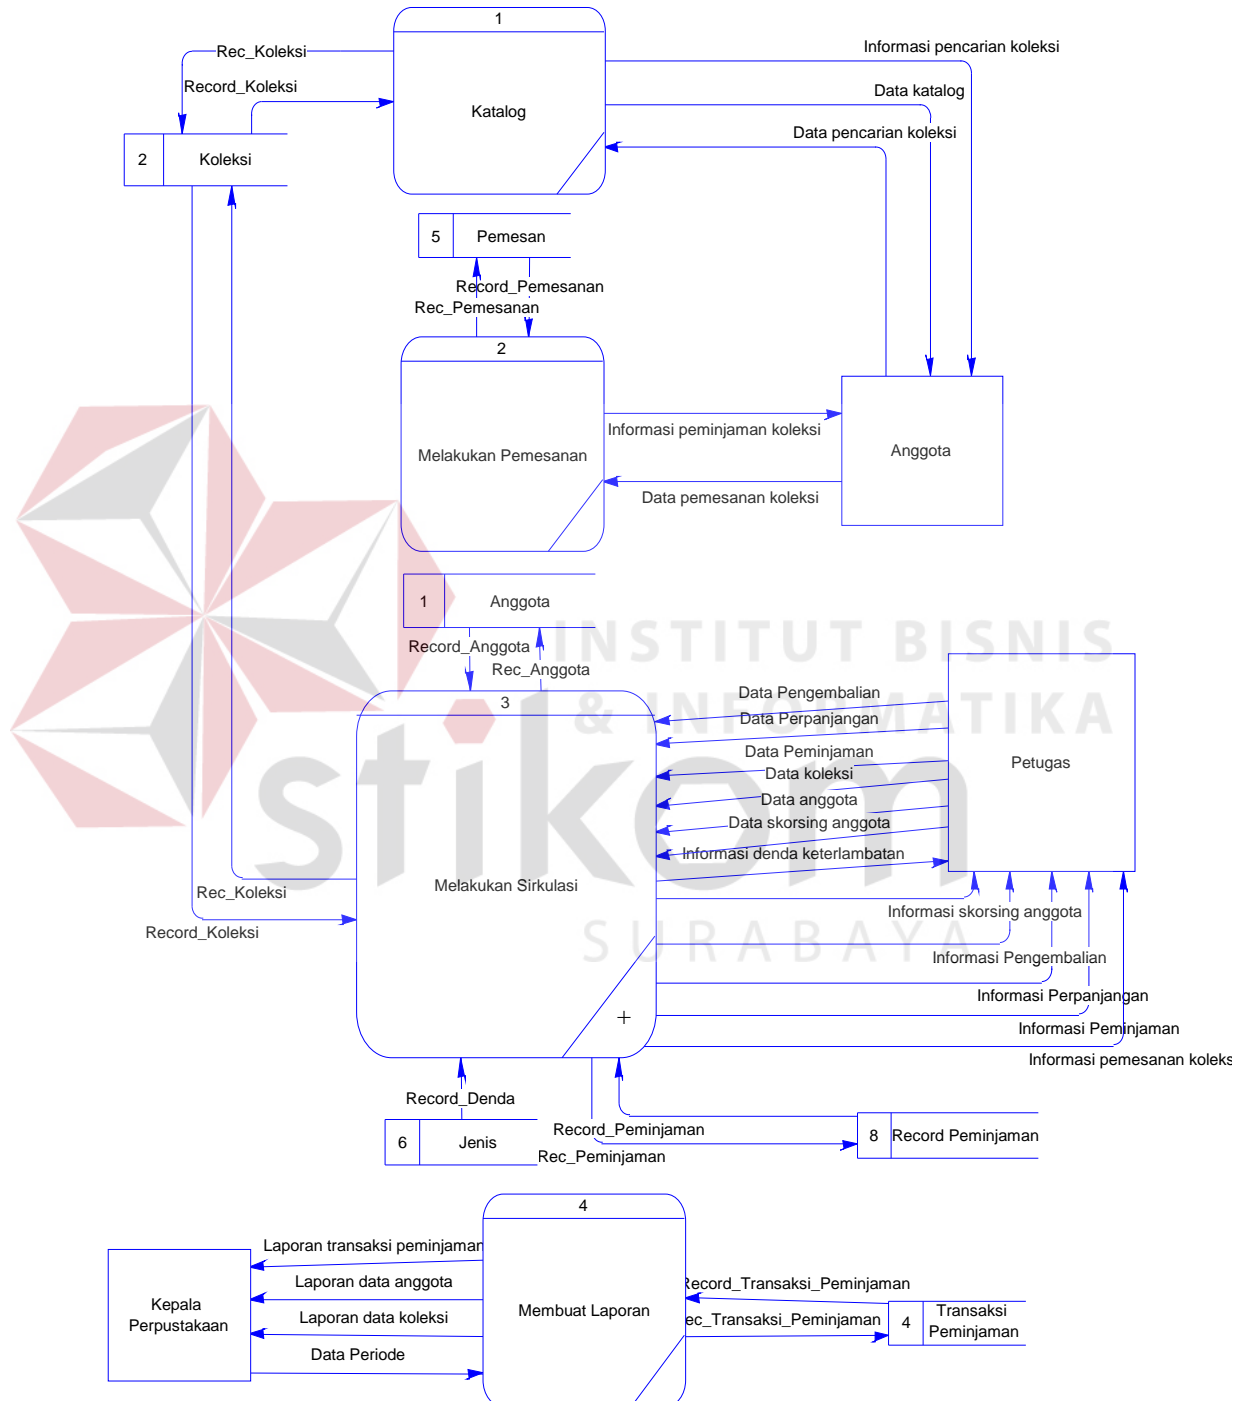 1
Rec_Koleksi
Informasi pencarian koleksi
Record_Koleksi
Data katalog
Katalog
Data pencarian koleksi
2
Koleksi
5
Pemesan
Record_Pemesanan
Rec_Pemesanan
2
Informasi peminjaman koleksi
Melakukan Pemesanan
Anggota
Data pemesanan koleksi
1
Anggota
Record_Anggota
Rec_Anggota
INSTITUT BISNIS
& INFORMATIKA
stikom
SURABAYA
3
Data Pengembalian
Data Perpanjangan
Data Peminjaman
Data koleksi
Data anggota
Data skorsing anggota
Informasi denda keterlambatan
Petugas
Melakukan Sirkulasi
Rec_Koleksi
Record_Koleksi
Informasi skorsing anggota
Informasi Pengembalian
Informasi Perpanjangan
Informasi Peminjaman
Informasi pemesanan koleks
+
Record_Denda
6
Jenis
Record_Peminjaman
Rec_Peminjaman
8
Record Peminjaman
4
Laporan transaksi peminjaman
Laporan data anggota
Laporan data koleksi
Data Periode
Kepala
Perpustakaan
Membuat Laporan
Record_Transaksi_Peminjaman
ec_Transaksi_Peminjaman
4
Transaksi
Peminjaman